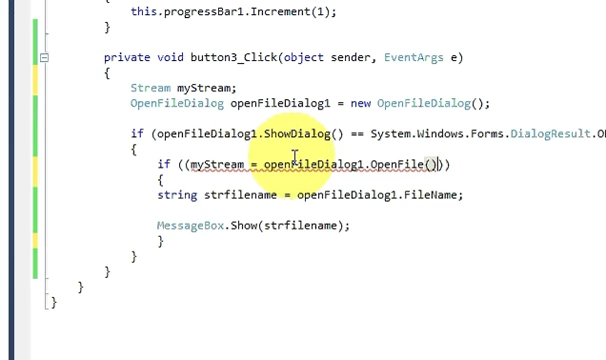 this.progressBar1.Increment(1);
}
private void button3_Click(object sender, EventArgs e)
{
Stream myStream;
OpenFileDialog openFileDialog1 = new OpenFileDialog();
if (openFileDialog1.ShowDialog() == System.Windows.Forms.DialogResult.O
{
if ((myStream = openFileDialog1.OpenFile()))
{
string strfilename = openFileDialog1.FileName;
MessageBox.Show(strfilename);
}
}
}
}
}